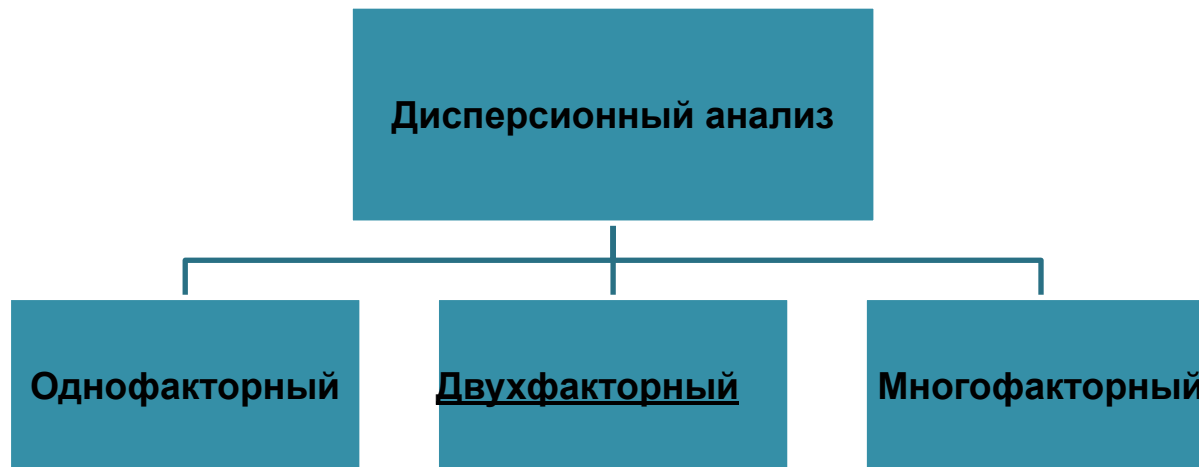 Дисперсионный анализ
Однофакторный
Двухфакторный
Многофакторный